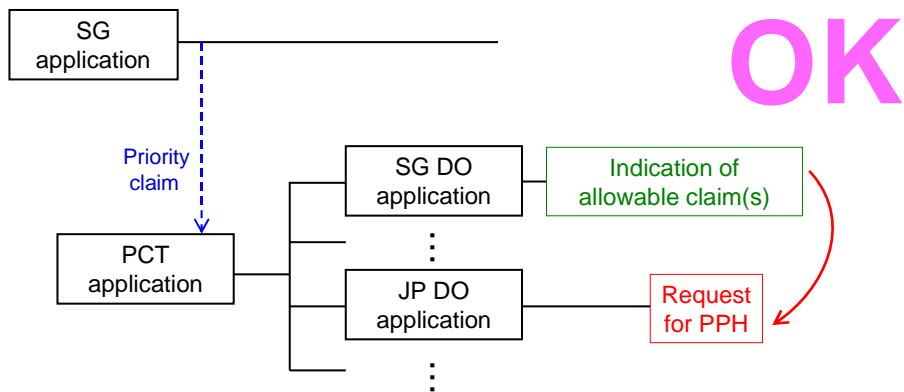 SG
application
OK
Priority
claim
SG DO
application
Indication of
allowable claim(s)
PCT
application
JP DO
application
Request
for PPH